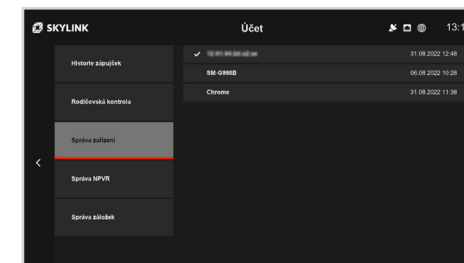 SKYLINK
Účet
13:1
Historie zápůjček
31.08.2022 12:48
SM-G998B
06.08.2022 10:28
Rodičovská kontrola
Chrome
31.08.2022 11:38
Správa zařízení
Správa NPVR
Správa záložek